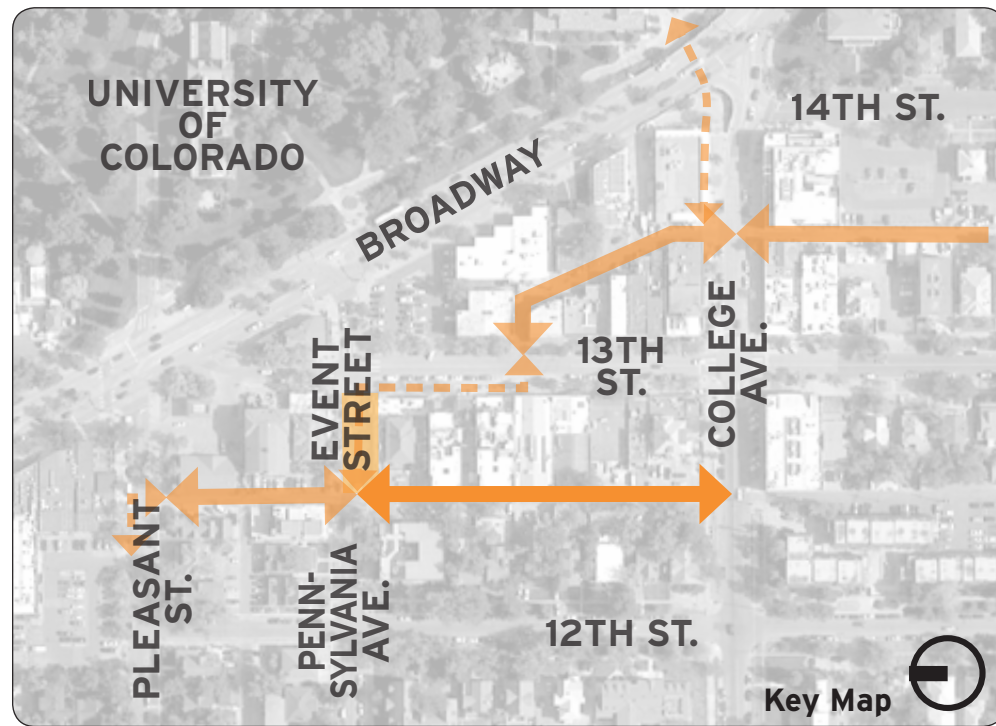 UNIVERSITY
OF
COLORADO
BROADWAY
14TH ST.
EVENT
STREET
13TH
ST.
COLLEGE
AVE.
PLEASANT
ST.
PENN-
SYLVANIA
AVE.
12TH ST.
Key Map